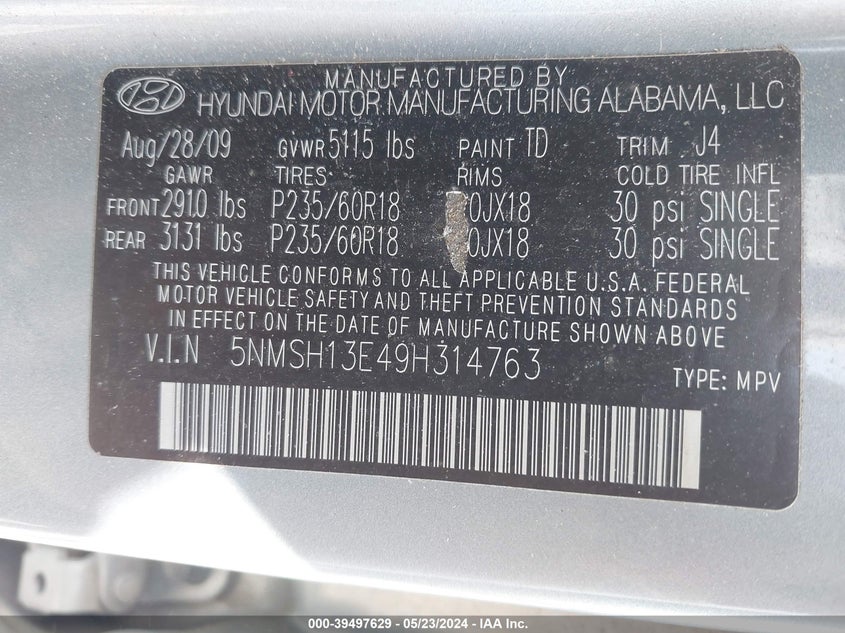 MANUFACTURED BY
HYUNDAI MOTOR MANUFACTURING ALABAMA, LLC
Aug/28/09 GVWR 5115 lbs PAINT TD TRIM J4
GAWR TIRES RIMS COLD TIRE INFL
FRONT 2910 lbs P235/60R18 0JX18 30 psi SINGLE
REAR 3131 lbs P235/60R18 0JX18 30 psi SINGLE
THIS VEHICLE CONFORMS TO ALL APPLICABLE U.S.A. FEDERAL
MOTOR VEHICLE SAFETY AND THEFT PREVENTION STANDARDS
IN EFFECT ON THE DATE OF MANUFACTURE SHOWN ABOVE
V.I.N 5NMSH13E49H314763
TYPE: MPV
000-39497629 - 05/23/2024 - IAA Inc.